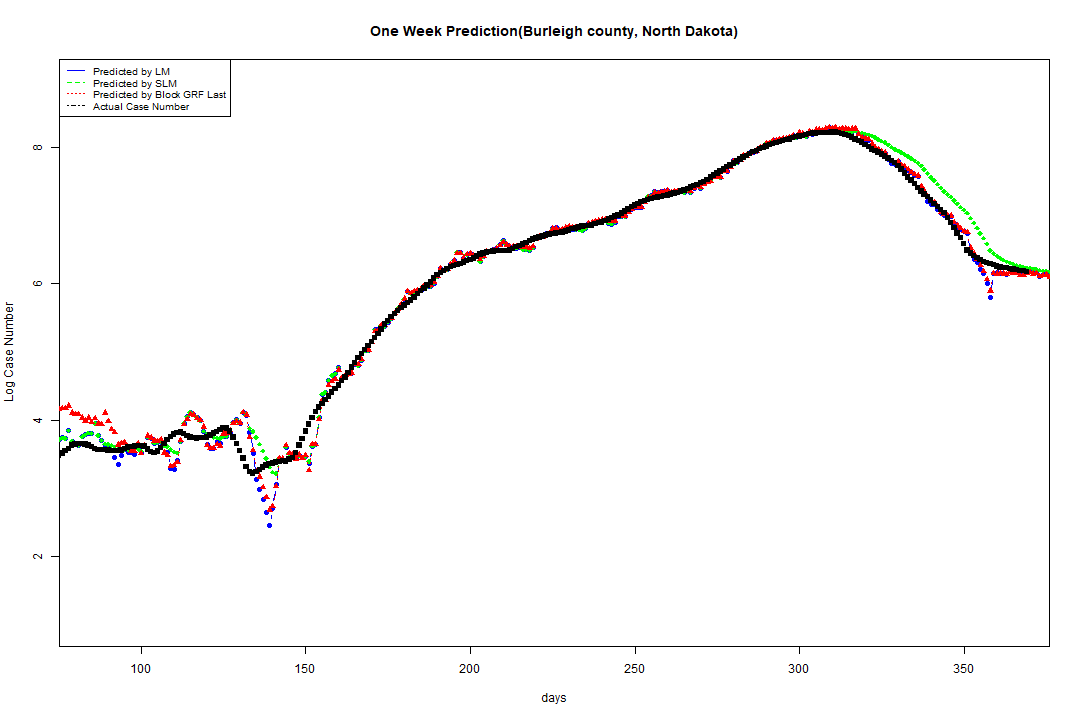 One Week Prediction(Burleigh county, North Dakota)
Predicted by LM
Predicted by SLM
Predicted by Block GRF Last
Actual Case Number
8
6
4
2
Log Case Number
100 150 200 250 300 350
days